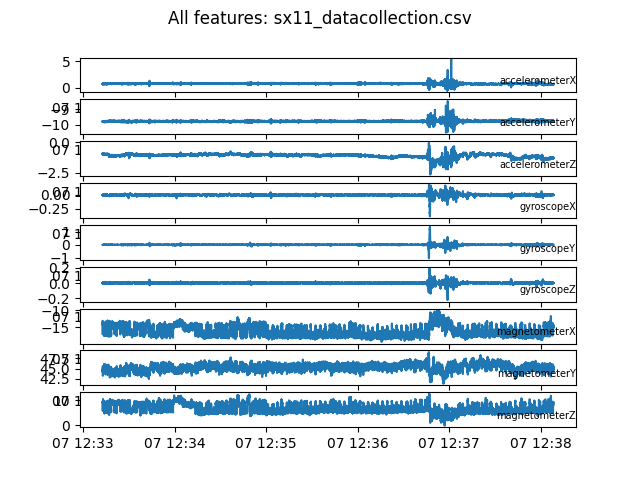 All features: sx11_datacollection.csv
5
0
accelerometerX
−10
accelerometerY
0.0
−2.5
accelerometerZ
0.00
−0.25
gyroscopeX
0
−1
gyroscopeY
0.2
0.0
−0.2
gyroscopeZ
−10
−15
magnetometerX
45.0
42.5
magnetometerY
0
magnetometerZ
07 12:33 07 12:34 07 12:35 07 12:36 07 12:37 07 12:38